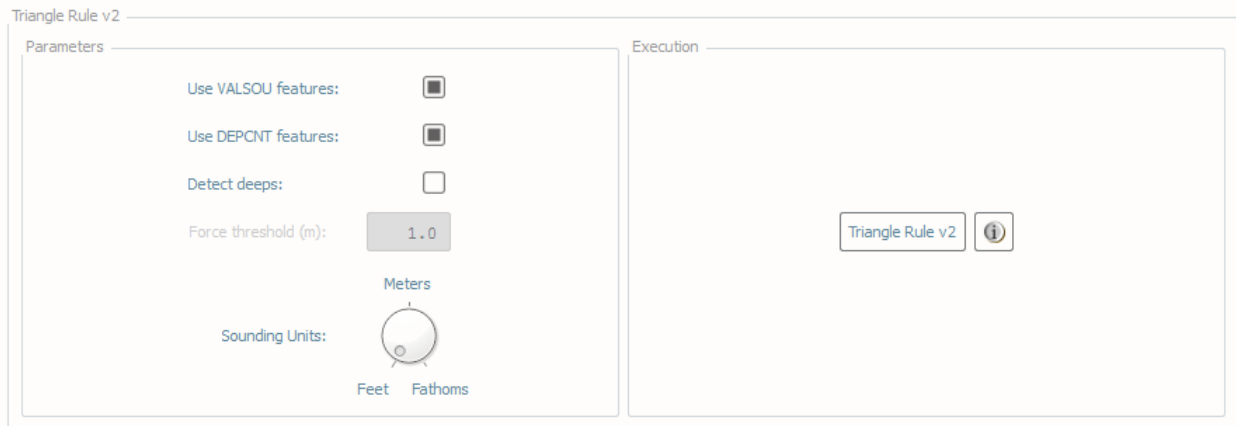 Triangle Rule v2
Parameters
Execution
Use VALSOU features:
Use DEPCNT features:
Detect deeps:
Force threshold (m):
1.0
Triangle Rule v2
Meters
Sounding Units:
Feet Fathoms